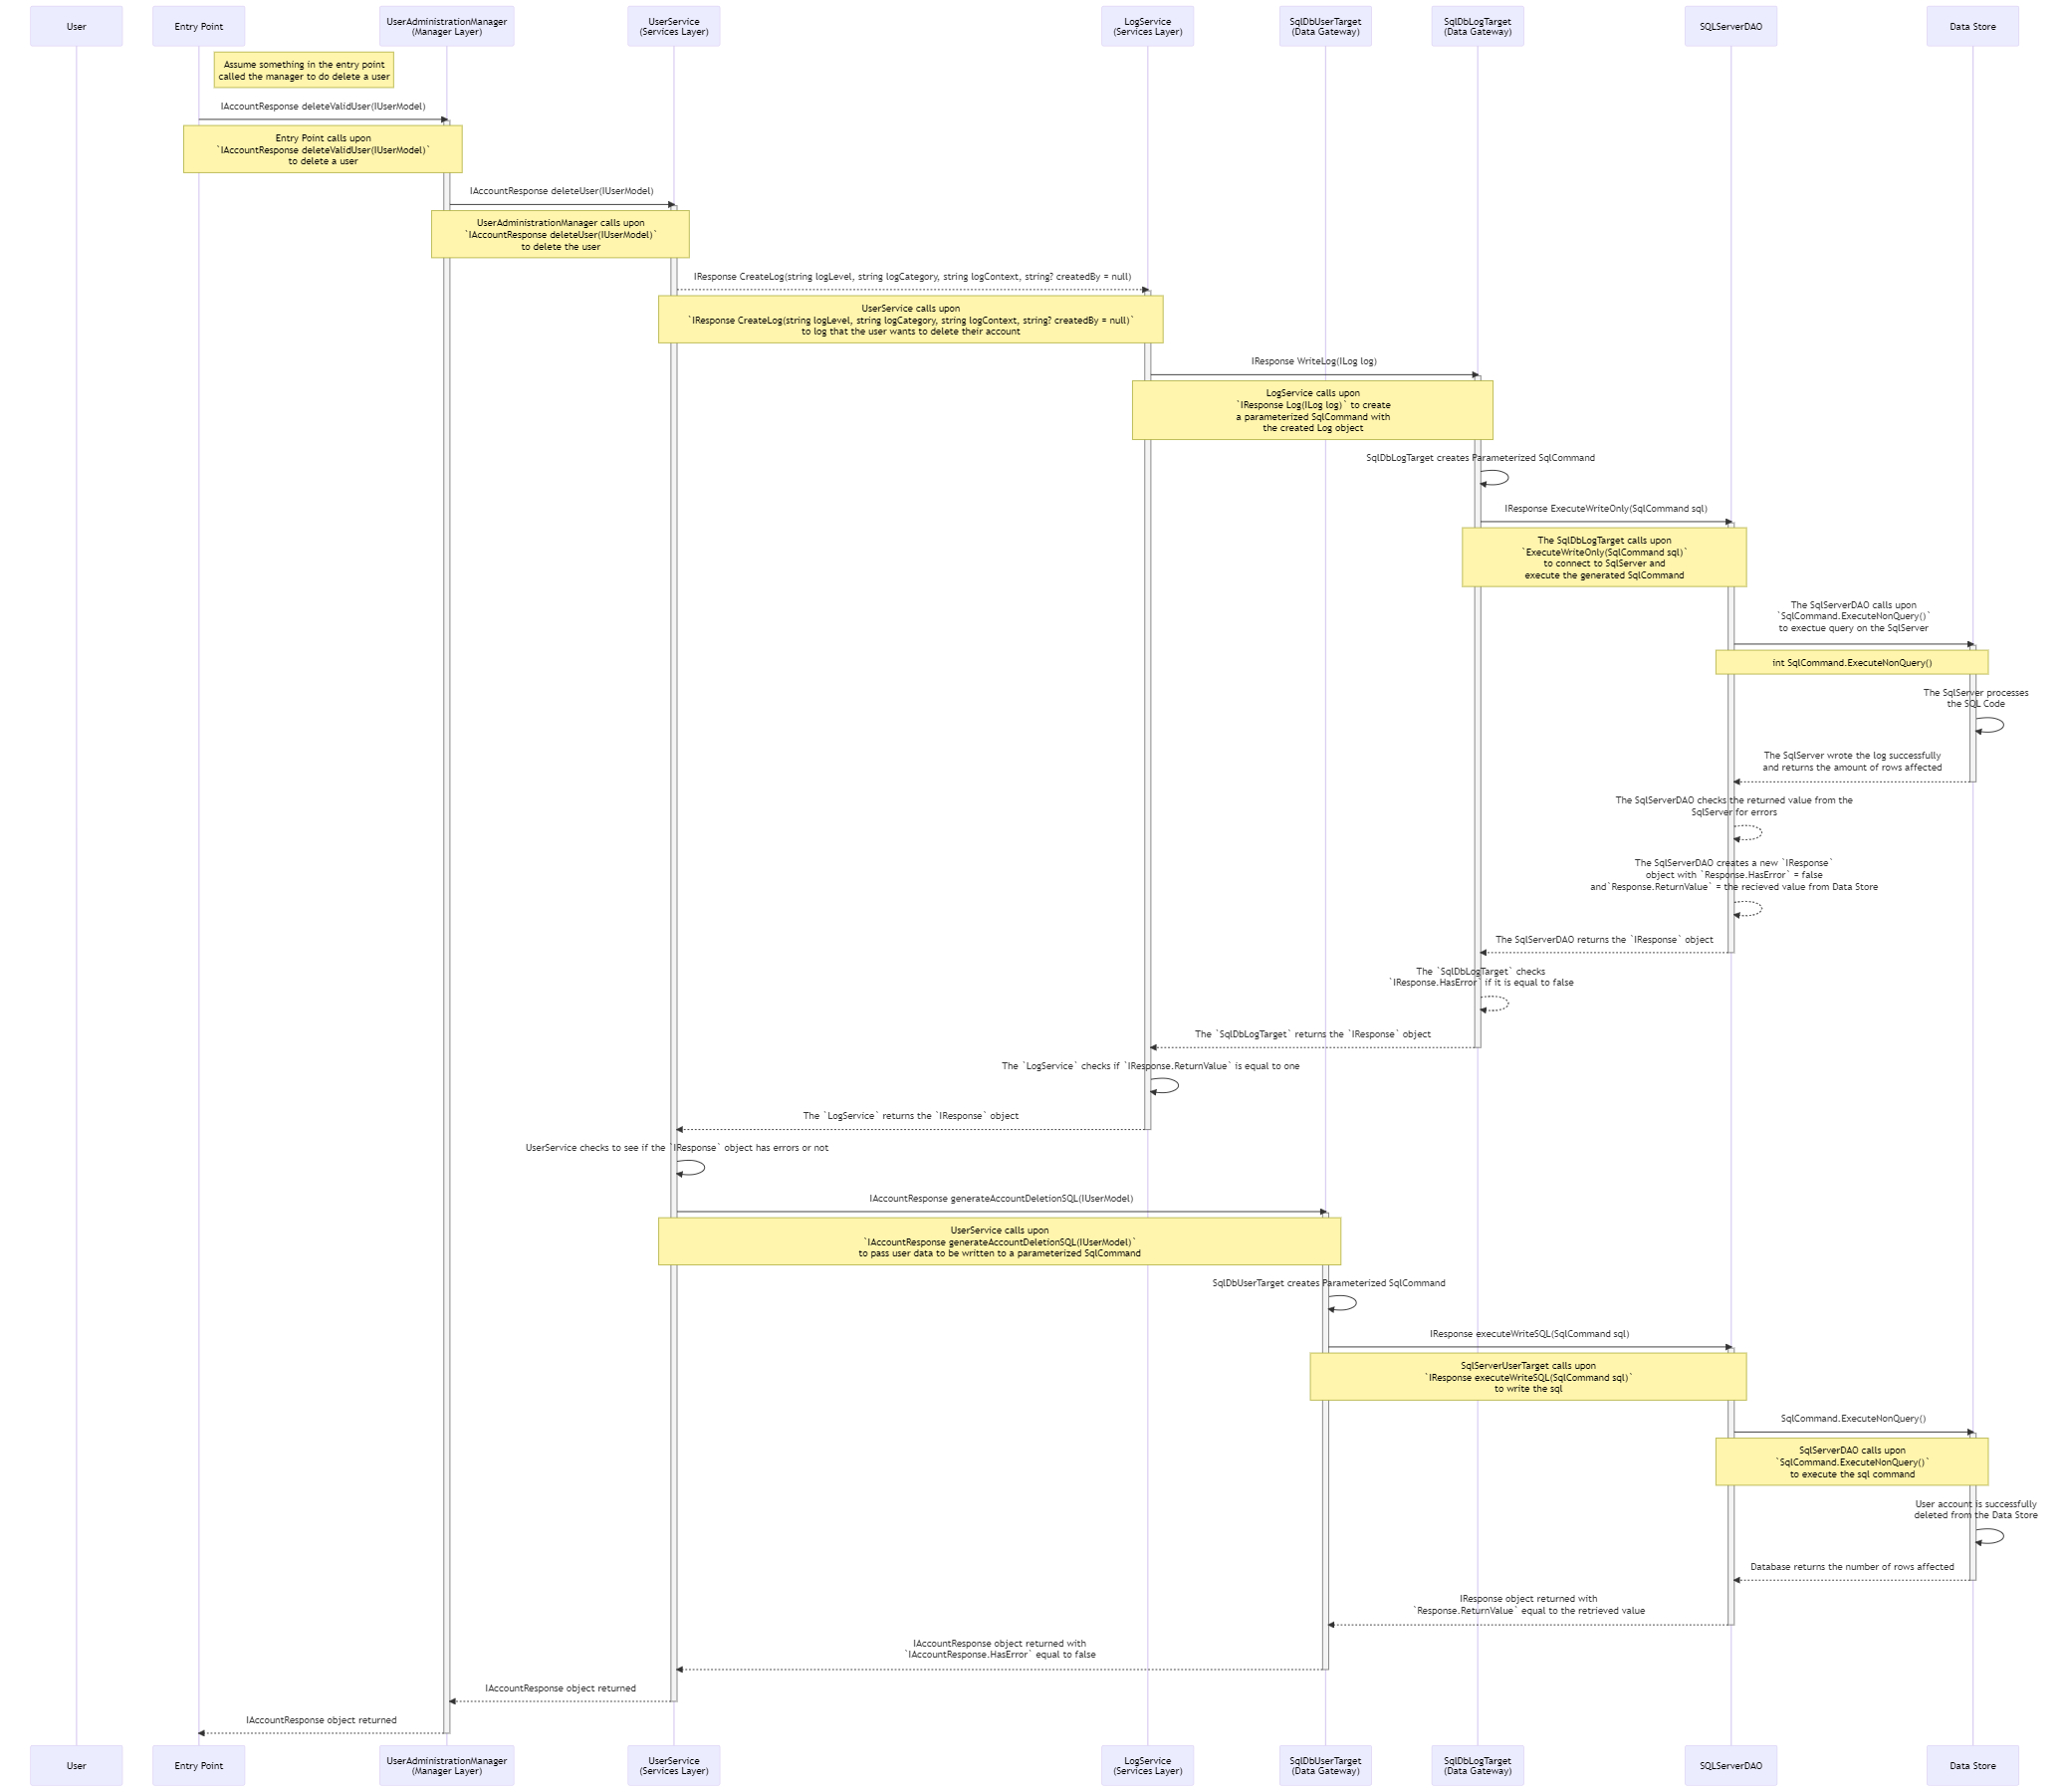 User
Entry Point
UserAdministrationManager
(Manager Layer)
UserService
(Services Layer)
LogService
(Services Layer)
SqlDbUserTarget
(Data Gateway)
SqlDbLogTarget
(Data Gateway)
SQLServerDAO
Data Store
Assume something in the entry point
called the manager to do delete a user
IAccountResponse deleteValidUser(IUserModel)
Entry Point calls upon
`IAccountResponse deleteValidUser(IUserModel)`
to delete a user
IAccountResponse deleteUser(IUserModel)
UserAdministrationManager calls upon
`IAccountResponse deleteUser(IUserModel)`
to delete the user
IResponse CreateLog(string logLevel, string logCategory, string logContext, string? createdBy = null)
UserService calls upon
`IResponse CreateLog(string logLevel, string logCategory, string logContext, string? createdBy = null)`
to log that the user wants to delete their account
IResponse WriteLog(ILog log)
LogService calls upon
`IResponse Log(ILog log)` to create
a parameterized SqlCommand with
the created Log object
SqlDbLogTarget creates Parameterized SqlCommand
IResponse ExecuteWriteOnly(SqlCommand sql)
The SqlDbLogTarget calls upon
`ExecuteWriteOnly(SqlCommand sql)`
to connect to SqlServer and
execute the generated SqlCommand
The SqlServerDAO calls upon
`SqlCommand.ExecuteNonQuery()`
to exectue query on the SqlServer
int SqlCommand.ExecuteNonQuery()
The SqlServer processes
the SQL Code
The SqlServer wrote the log successfully
and returns the amount of rows affected
The SqlServerDAO checks the returned value from the
SqlServer for errors
The SqlServerDAO creates a new `IResponse`
object with `Response.HasError` = false
and`Response.ReturnValue` = the recieved value from Data Store
The SqlServerDAO returns the `IResponse` object
The `SqlDbLogTarget` checks
`IResponse.HasError` if it is equal to false
The `SqlDbLogTarget` returns the `IResponse` object
The `LogService` checks if `IResponse.ReturnValue` is equal to one
The `LogService` returns the `IResponse` object
UserService checks to see if the `IResponse` object has errors or not
IAccountResponse generateAccountDeletionSQL(IUserModel)
UserService calls upon
`IAccountResponse generateAccountDeletionSQL(IUserModel)`
to pass user data to be written to a parameterized SqlCommand
SqlDbUserTarget creates Parameterized SqlCommand
IResponse executeWriteSQL(SqlCommand sql)
SqlServerUserTarget calls upon
`IResponse executeWriteSQL(SqlCommand sql)`
to write the sql
SqlCommand.ExecuteNonQuery()
SqlServerDAO calls upon
`SqlCommand.ExecuteNonQuery()`
to execute the sql command
User account is successfully
deleted from the Data Store
Database returns the number of rows affected
IResponse object returned with
`Response.ReturnValue` equal to the retrieved value
IAccountResponse object returned with
`IAccountResponse.HasError` equal to false
IAccountResponse object returned
IAccountResponse object returned
User
Entry Point
UserAdministrationManager
(Manager Layer)
UserService
(Services Layer)
LogService
(Services Layer)
SqlDbUserTarget
(Data Gateway)
SqlDbLogTarget
(Data Gateway)
SQLServerDAO
Data Store